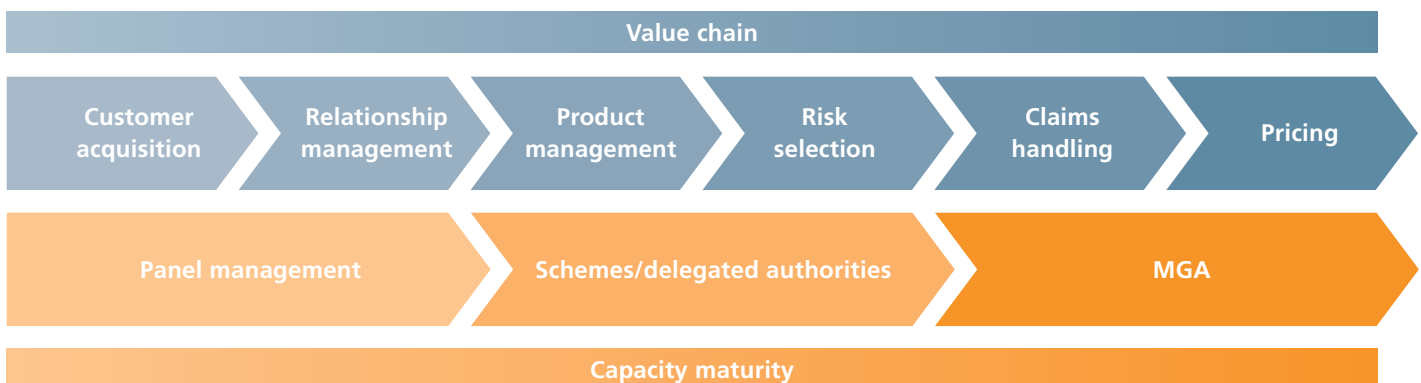 Value chain
Customer
acquisition
Relationship
management
Product
management
Risk
selection
Claims
handling
Pricing
Panel management
Schemes/delegated authorities
MGA
Capacity maturity